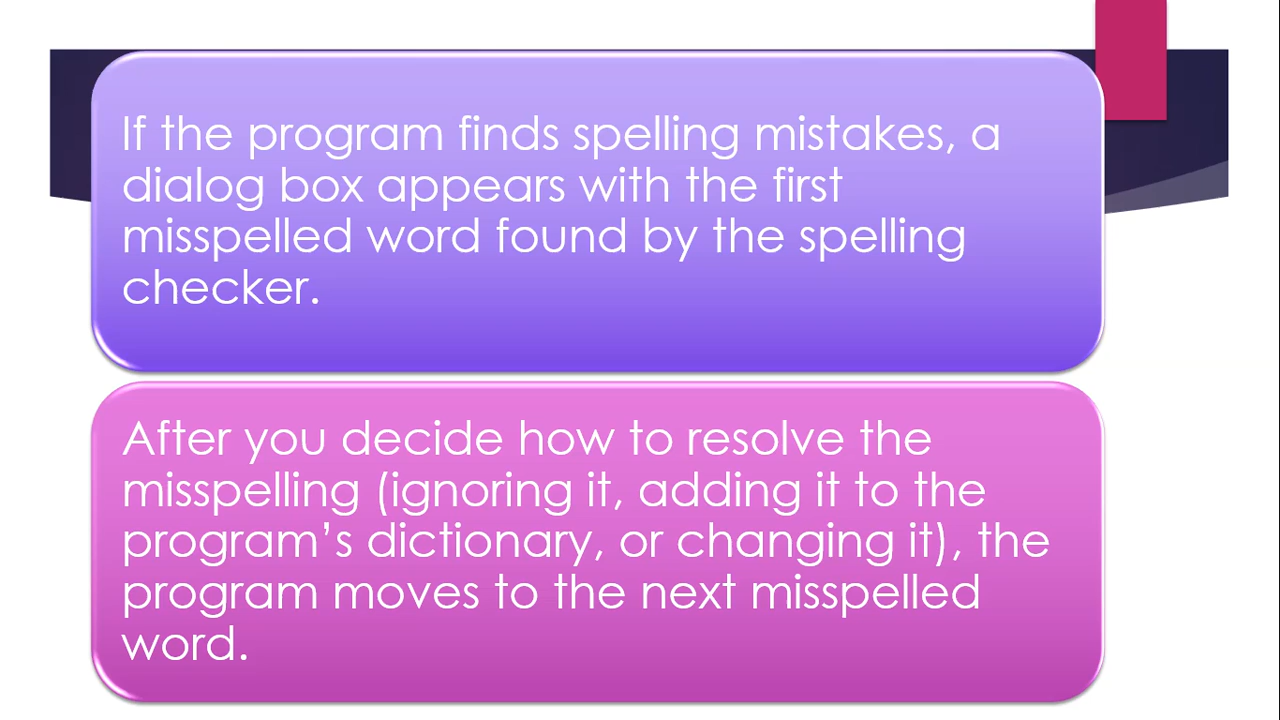 If the program finds spelling mistakes, a
dialog box appears with the first
misspelled word found by the spelling
checker.
After you decide how to resolve the
misspelling (ignoring it, adding it to the
program’s dictionary, or changing it), the
program moves to the next misspelled
word.